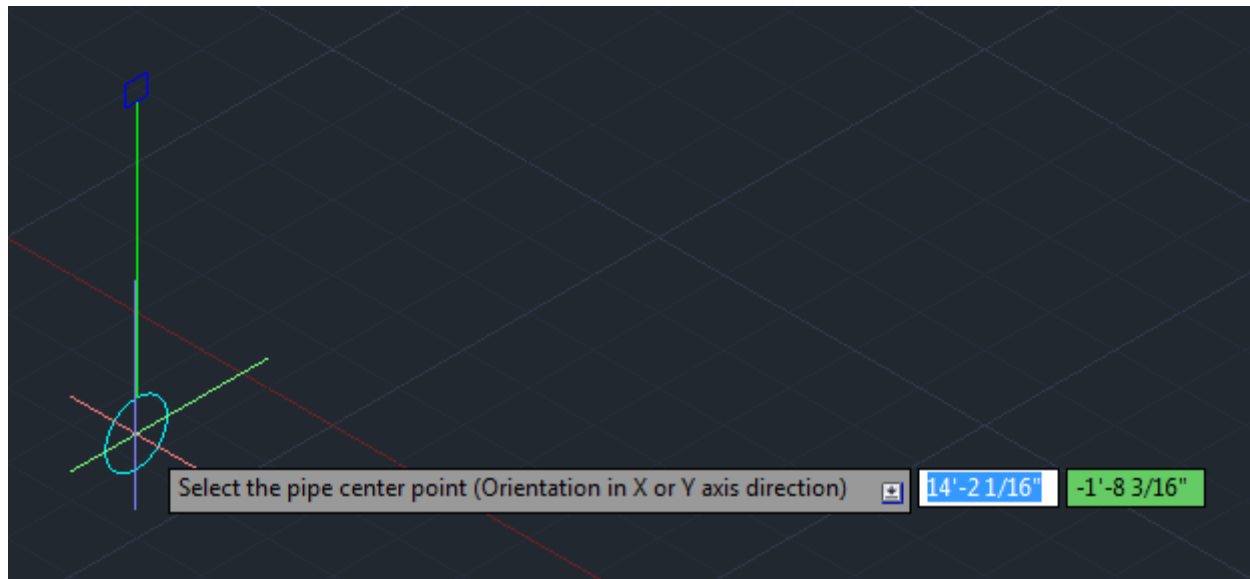 Select the pipe center point (Orientation in X or Y axis direction) 14'-2 1/16" -1'-8 3/16"